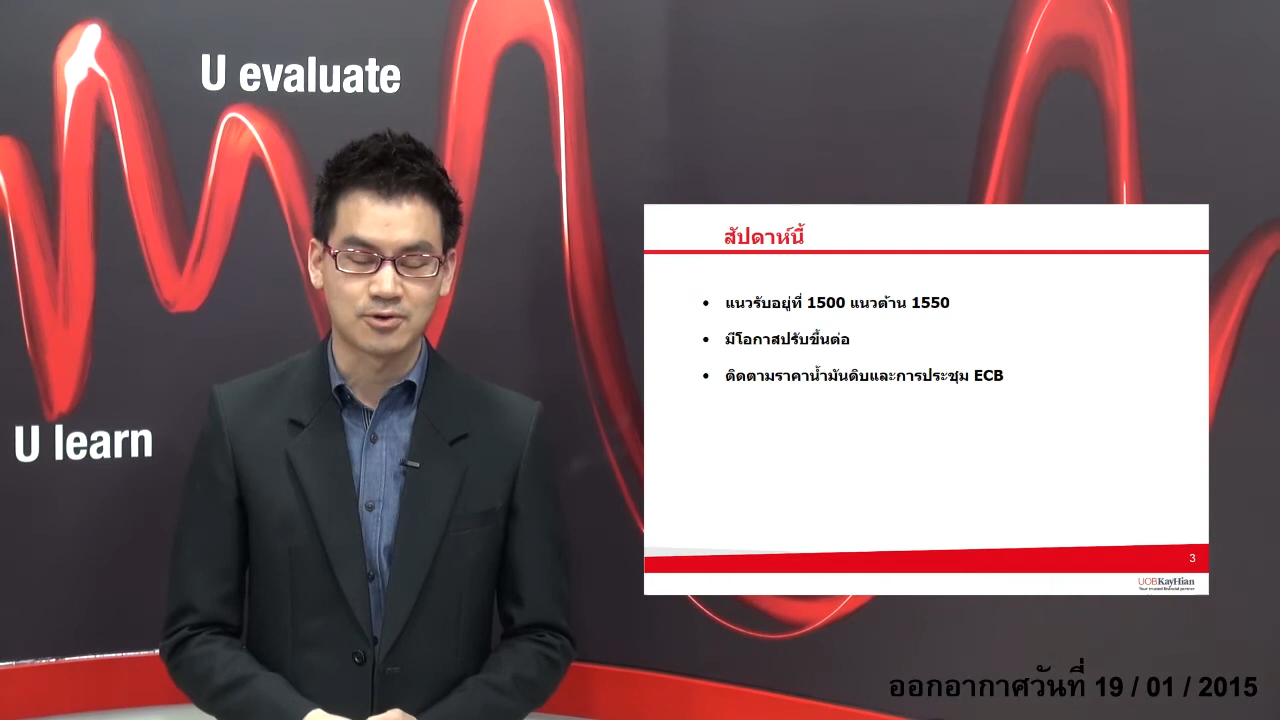 U evaluate
U learn
สัปดาห์นี้
• แนวรับอยู่ที่ 1500 แนวต้าน 1550
• มีโอกาสปรับขึ้นต่อ
• ติดตามราคาน้ำมันดิบและการประชุม ECB
3
UOBKayHian
Your trusted financial partner
ออกอากาศวันที่ 19 / 01 / 2015